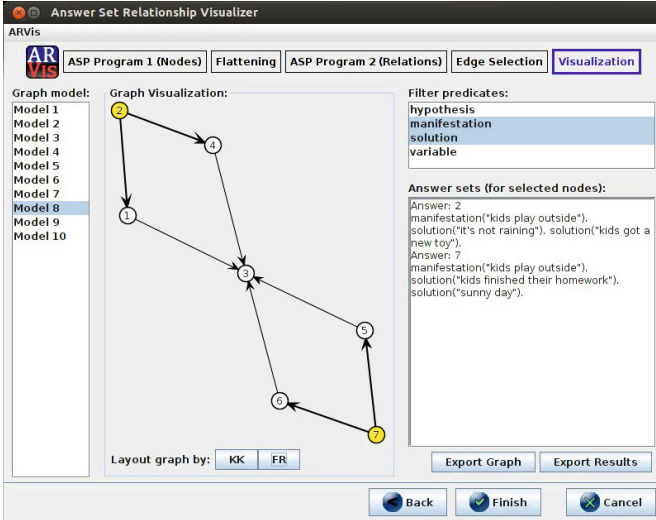 Answer Set Relationship Visualizer
ARVis
AR
VIS
ASP Program 1 (Nodes) Flattening ASP Program 2 (Relations) Edge Selection Visualization
Graph model:
Model 1
Model 2
Model 3
Model 4
Model 5
Model 6
Model 7
Model 8
Model 9
Model 10
Graph Visualization:
2
4
1
3
5
6
7
Layout graph by: KK FR
Filter predicates:
hypothesis
manifestation
solution
variable
Answer sets (for selected nodes):
Answer: 2
manifestation("kids play outside").
solution("it's not raining"). solution("kids got a
new toy").
Answer: 7
manifestation("kids play outside").
solution("kids finished their homework").
solution("sunny day").
Export Graph Export Results
Back Finish Cancel